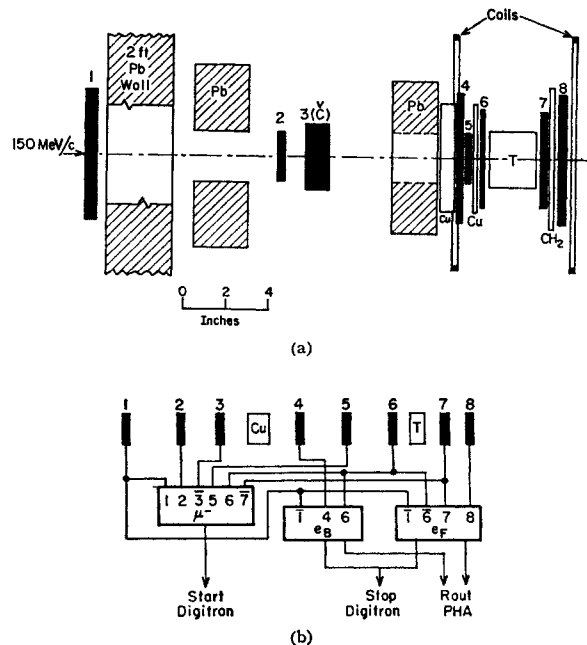 Coils
1
2 ft
Pb
Wall
Pb
2
3(Č)
Pb
4
5
6
7
8
150 MeV/c
T
Cu
Cu
CH₂
0 2 4
Inches
(a)
1 2 3 Cu 4 5 6 T 7 8
1 2 3̅ 5 6 7̅
μ⁻
1̅ 4 6
e_B
1̅ 6̅ 7 8
e_F
Start
Digitron
Stop
Digitron
Rout
PHA
(b)